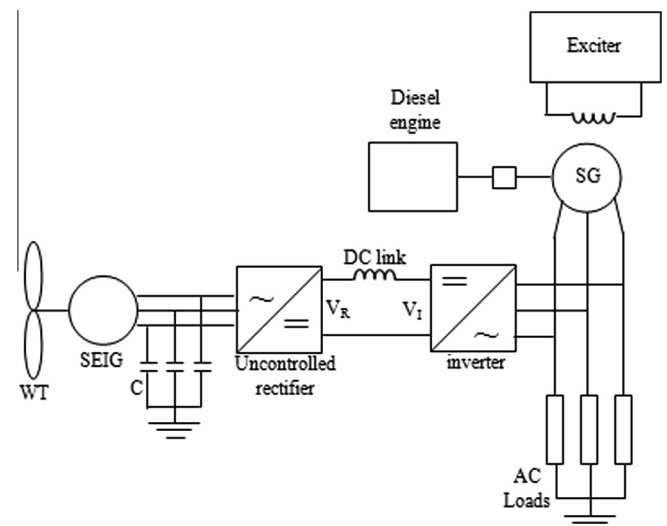 Exciter
Diesel
engine
SG
DC link
~
=
V_R
V_I
=
~
SEIG
C
WT
Uncontrolled
rectifier
inverter
AC
Loads